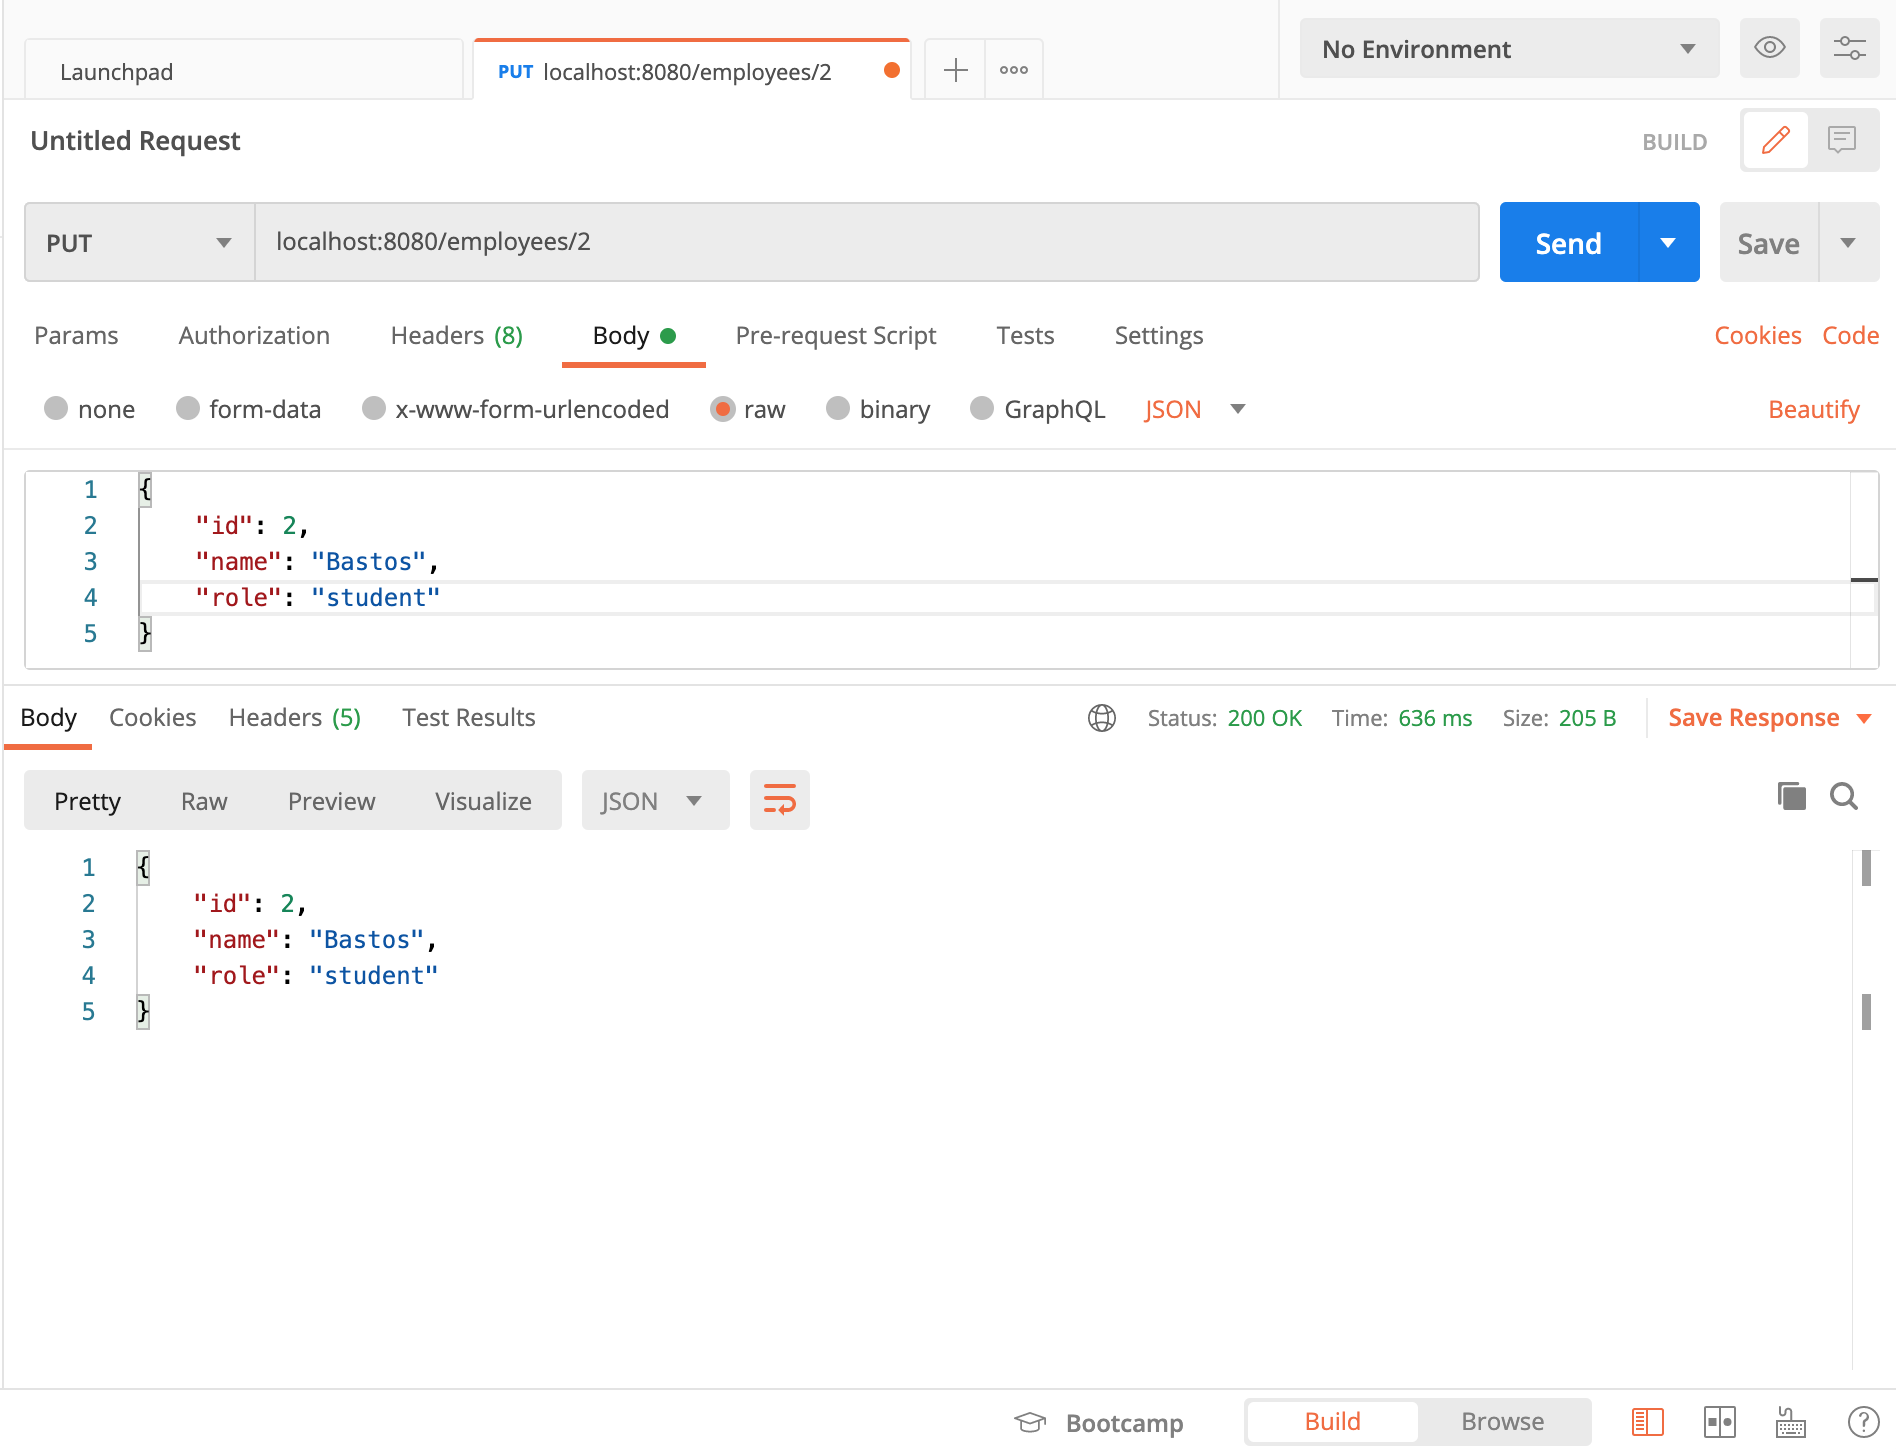 Launchpad
PUT localhost:8080/employees/2
No Environment
Untitled Request
BUILD
PUT
localhost:8080/employees/2
Send
Save
Params
Authorization
Headers (8)
Body
Pre-request Script
Tests
Settings
Cookies
Code
none
form-data
x-www-form-urlencoded
raw
binary
GraphQL
JSON
Beautify
1 {
2 "id": 2,
3 "name": "Bastos",
4 "role": "student"
5 }
Body
Cookies
Headers (5)
Test Results
Status: 200 OK
Time: 636 ms
Size: 205 B
Save Response
Pretty
Raw
Preview
Visualize
JSON
1 {
2 "id": 2,
3 "name": "Bastos",
4 "role": "student"
5 }
Bootcamp
Build
Browse
?